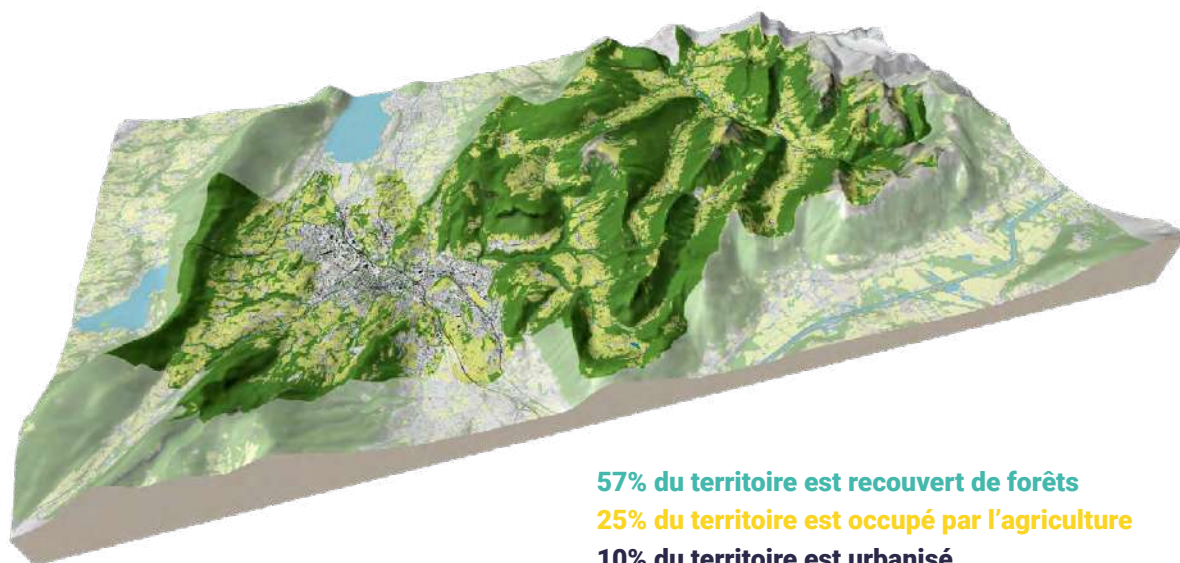 57% du territoire est recouvert de forêts
25% du territoire est occupé par l’agriculture
10% du territoire est urbanisé